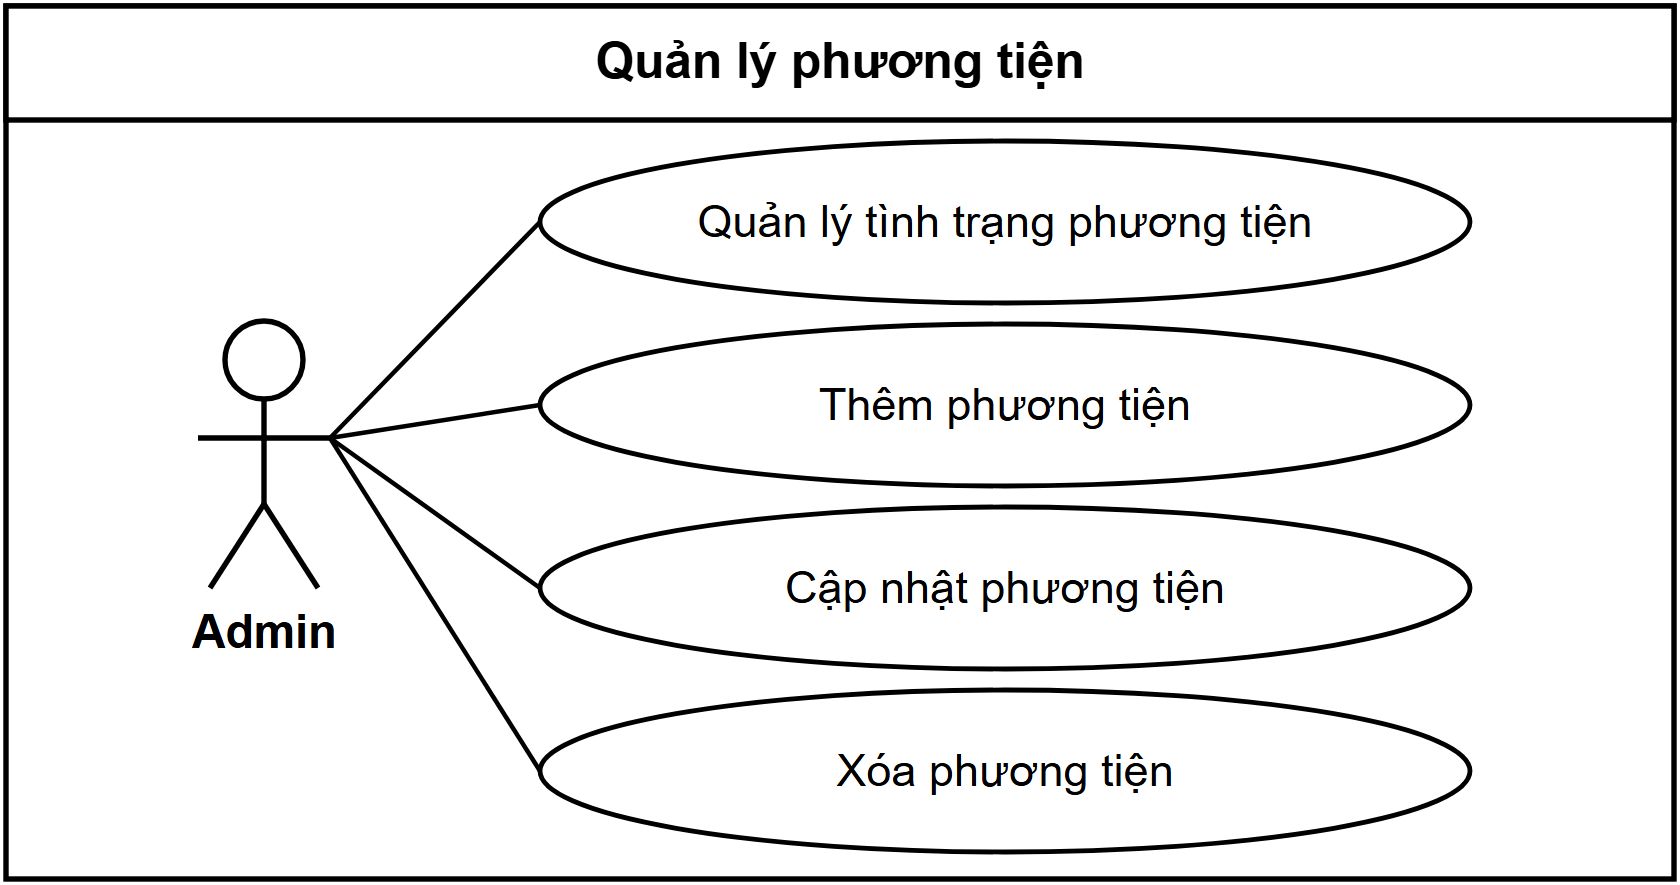 Quản lý phương tiện
Quản lý tình trạng phương tiện
Thêm phương tiện
Cập nhật phương tiện
Admin
Xóa phương tiện